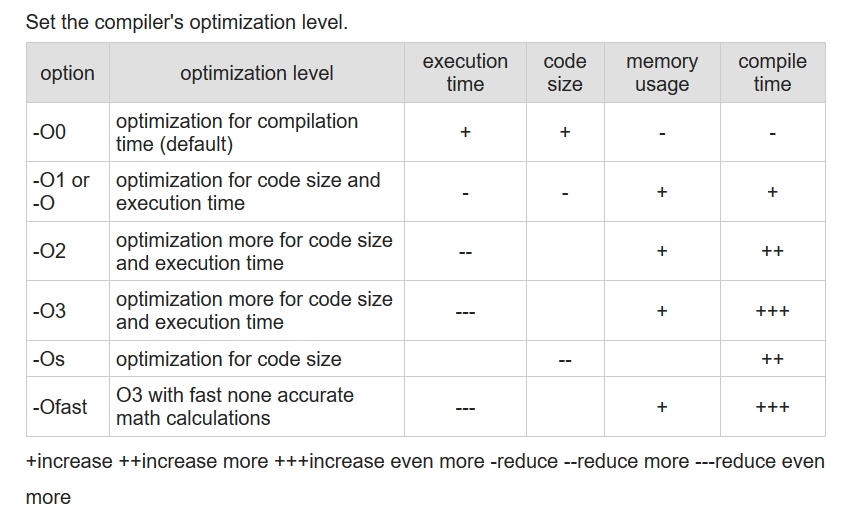 Set the compiler's optimization level.
option optimization level execution time code size memory usage compile time
-O0 optimization for compilation time (default) + + - -
-O1 or -O optimization for code size and execution time - - + +
-O2 optimization more for code size and execution time -- + ++
-O3 optimization more for code size and execution time --- + +++
-Os optimization for code size -- ++
-Ofast O3 with fast none accurate math calculations --- + +++
+increase ++increase more +++increase even more -reduce --reduce more ---reduce even
more